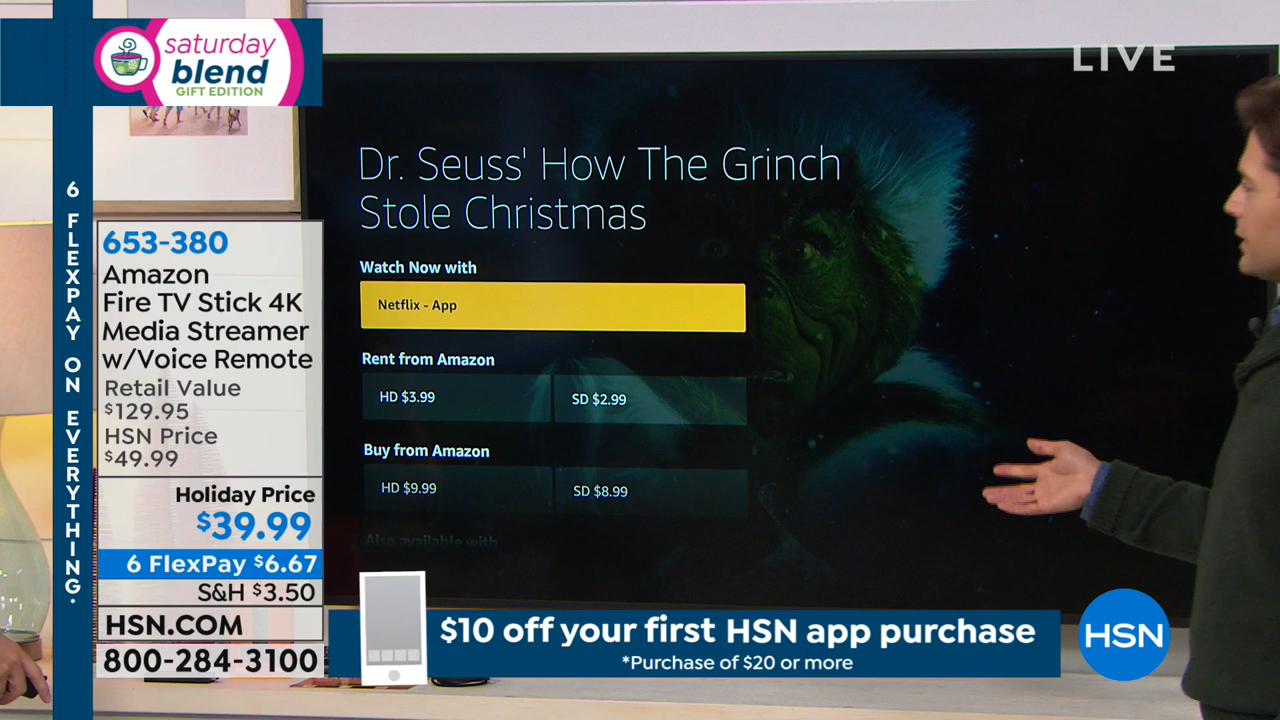 saturday
blend
GIFT EDITION
LIVE
6 FLEXPAY ON EVERYTHING.
653-380
Amazon
Fire TV Stick 4K
Media Streamer
w/Voice Remote
Retail Value
$129.95
HSN Price
$49.99
Holiday Price
$39.99
6 FlexPay $6.67
S&H $3.50
HSN.COM
800-284-3100
Dr. Seuss' How The Grinch
Stole Christmas
Watch Now with
Netflix - App
Rent from Amazon
HD $3.99
SD $2.99
Buy from Amazon
HD $9.99
SD $8.99
Also available with
$10 off your first HSN app purchase
*Purchase of $20 or more
HSN